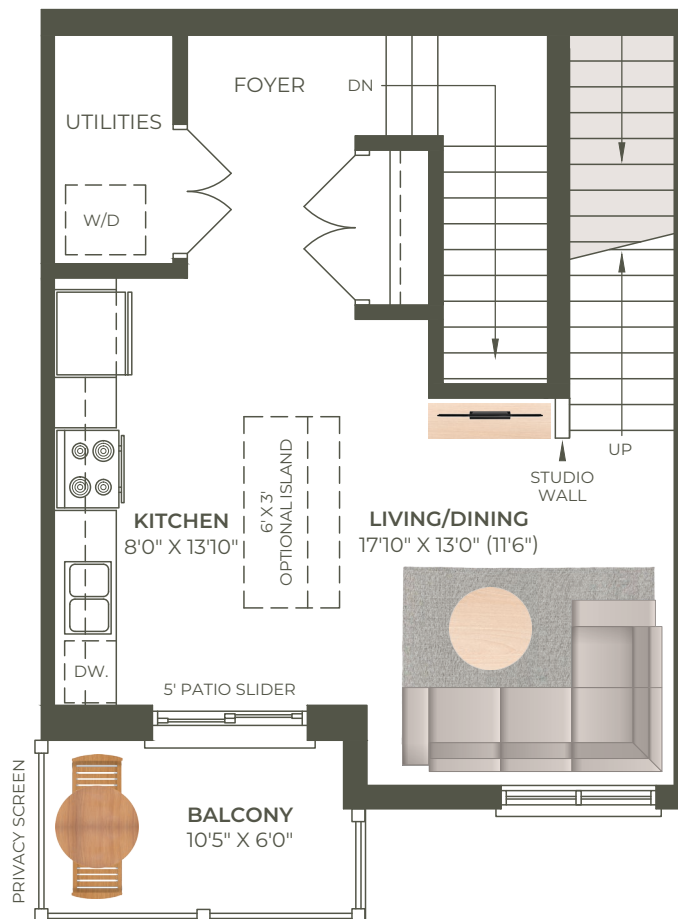 FOYER
DN
UTILITIES
W/D
UP
STUDIO
WALL
6' X 3'
OPTIONAL ISLAND
KITCHEN
8'0" X 13'10"
LIVING/DINING
17'10" X 13'0" (11'6")
DW.
5' PATIO SLIDER
PRIVACY SCREEN
BALCONY
10'5" X 6'0"